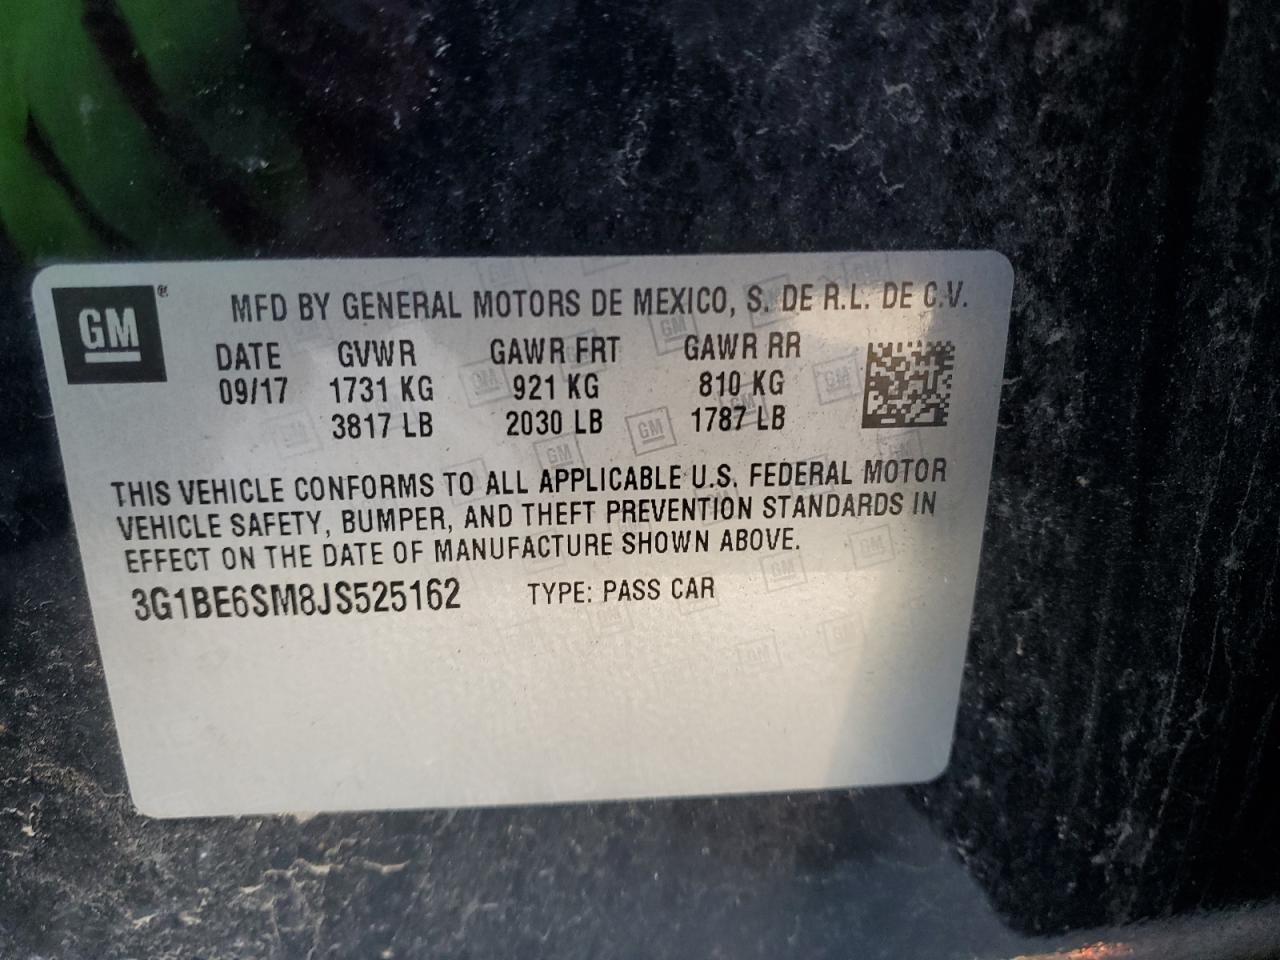 GM®
MFD BY GENERAL MOTORS DE MEXICO, S. DE R.L. DE C.V.
DATE GVWR GAWR FRT GAWR RR
09/17 1731 KG 921 KG 810 KG
3817 LB 2030 LB 1787 LB
THIS VEHICLE CONFORMS TO ALL APPLICABLE U.S. FEDERAL MOTOR
VEHICLE SAFETY, BUMPER, AND THEFT PREVENTION STANDARDS IN
EFFECT ON THE DATE OF MANUFACTURE SHOWN ABOVE.
3G1BE6SM8JS525162 TYPE: PASS CAR